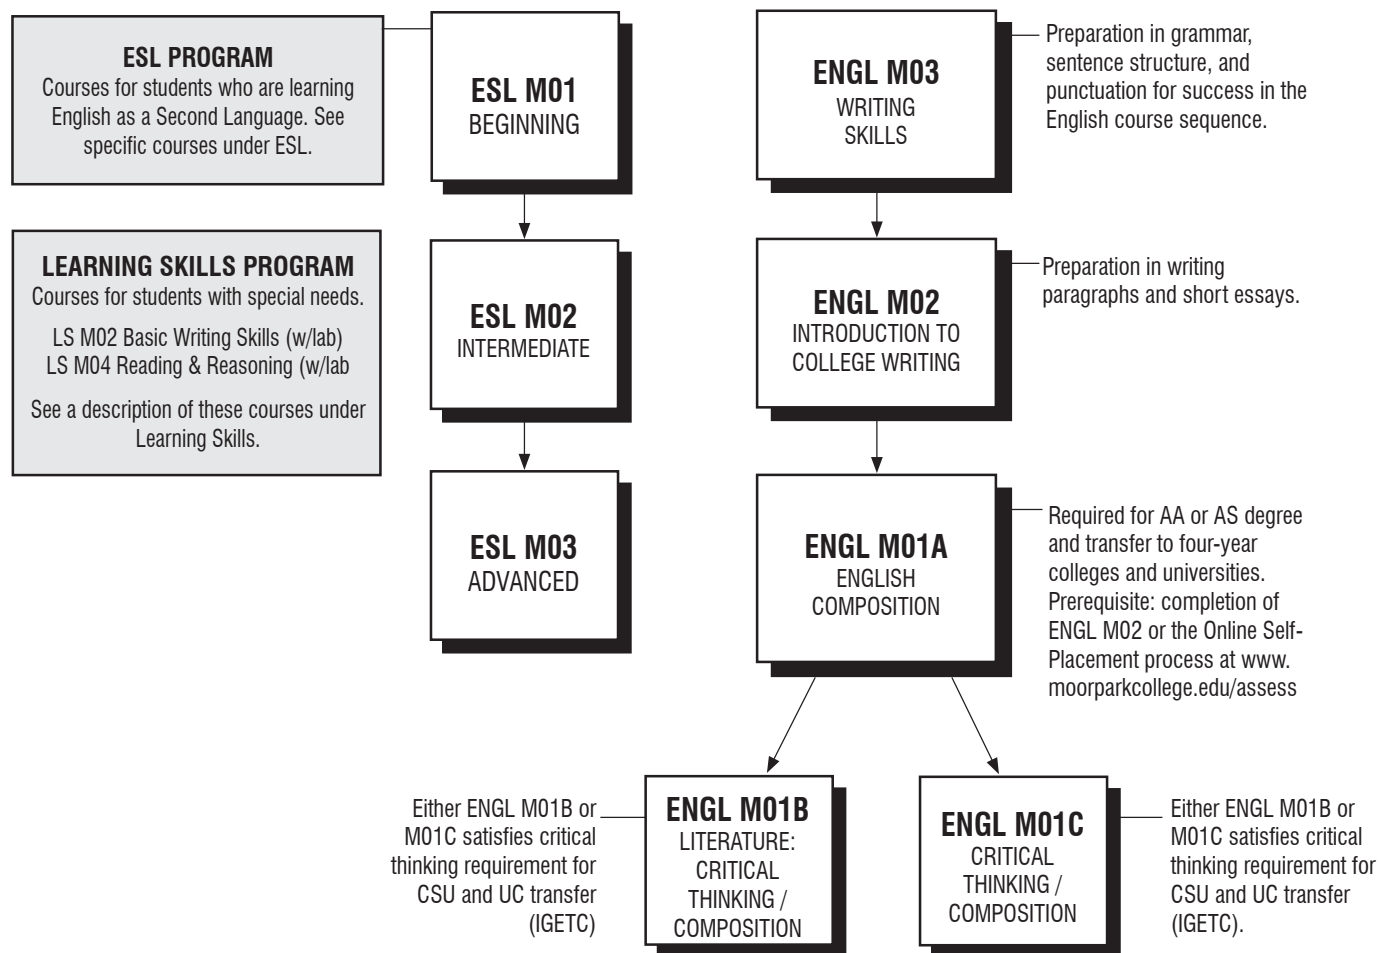 ESL PROGRAM
Courses for students who are learning
English as a Second Language. See
specific courses under ESL.
LEARNING SKILLS PROGRAM
Courses for students with special needs.
LS M02 Basic Writing Skills (w/lab)
LS M04 Reading & Reasoning (w/lab
See a description of these courses under
Learning Skills.
ESL M01
BEGINNING
ESL M02
INTERMEDIATE
ESL M03
ADVANCED
ENGL M03
WRITING
SKILLS
Preparation in grammar,
sentence structure, and
punctuation for success in the
English course sequence.
ENGL M02
INTRODUCTION TO
COLLEGE WRITING
Preparation in writing
paragraphs and short essays.
ENGL M01A
ENGLISH
COMPOSITION
Required for AA or AS degree
and transfer to four-year
colleges and universities.
Prerequisite: completion of
ENGL M02 or the Online Self-
Placement process at www.
moorparkcollege.edu/assess
Either ENGL M01B or
M01C satisfies critical
thinking requirement for
CSU and UC transfer
(IGETC)
ENGL M01B
LITERATURE:
CRITICAL
THINKING /
COMPOSITION
ENGL M01C
CRITICAL
THINKING /
COMPOSITION
Either ENGL M01B or
M01C satisfies critical
thinking requirement for
CSU and UC transfer
(IGETC).